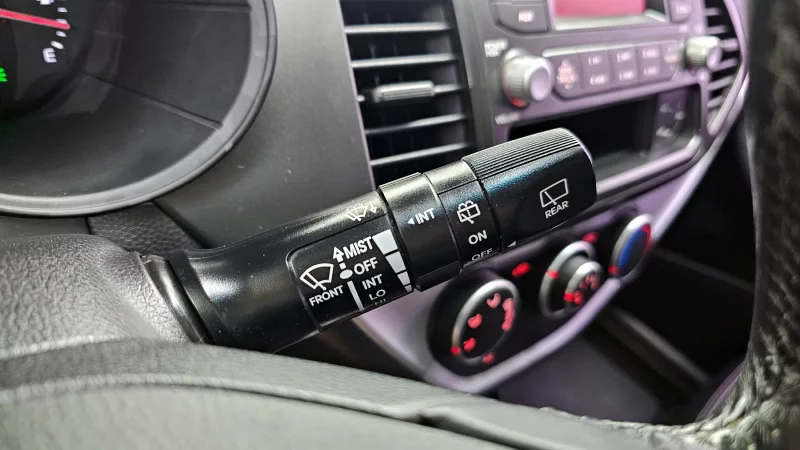 E
MIST
OFF
INT
LO
FRONT
INT
ON
OFF
REAR